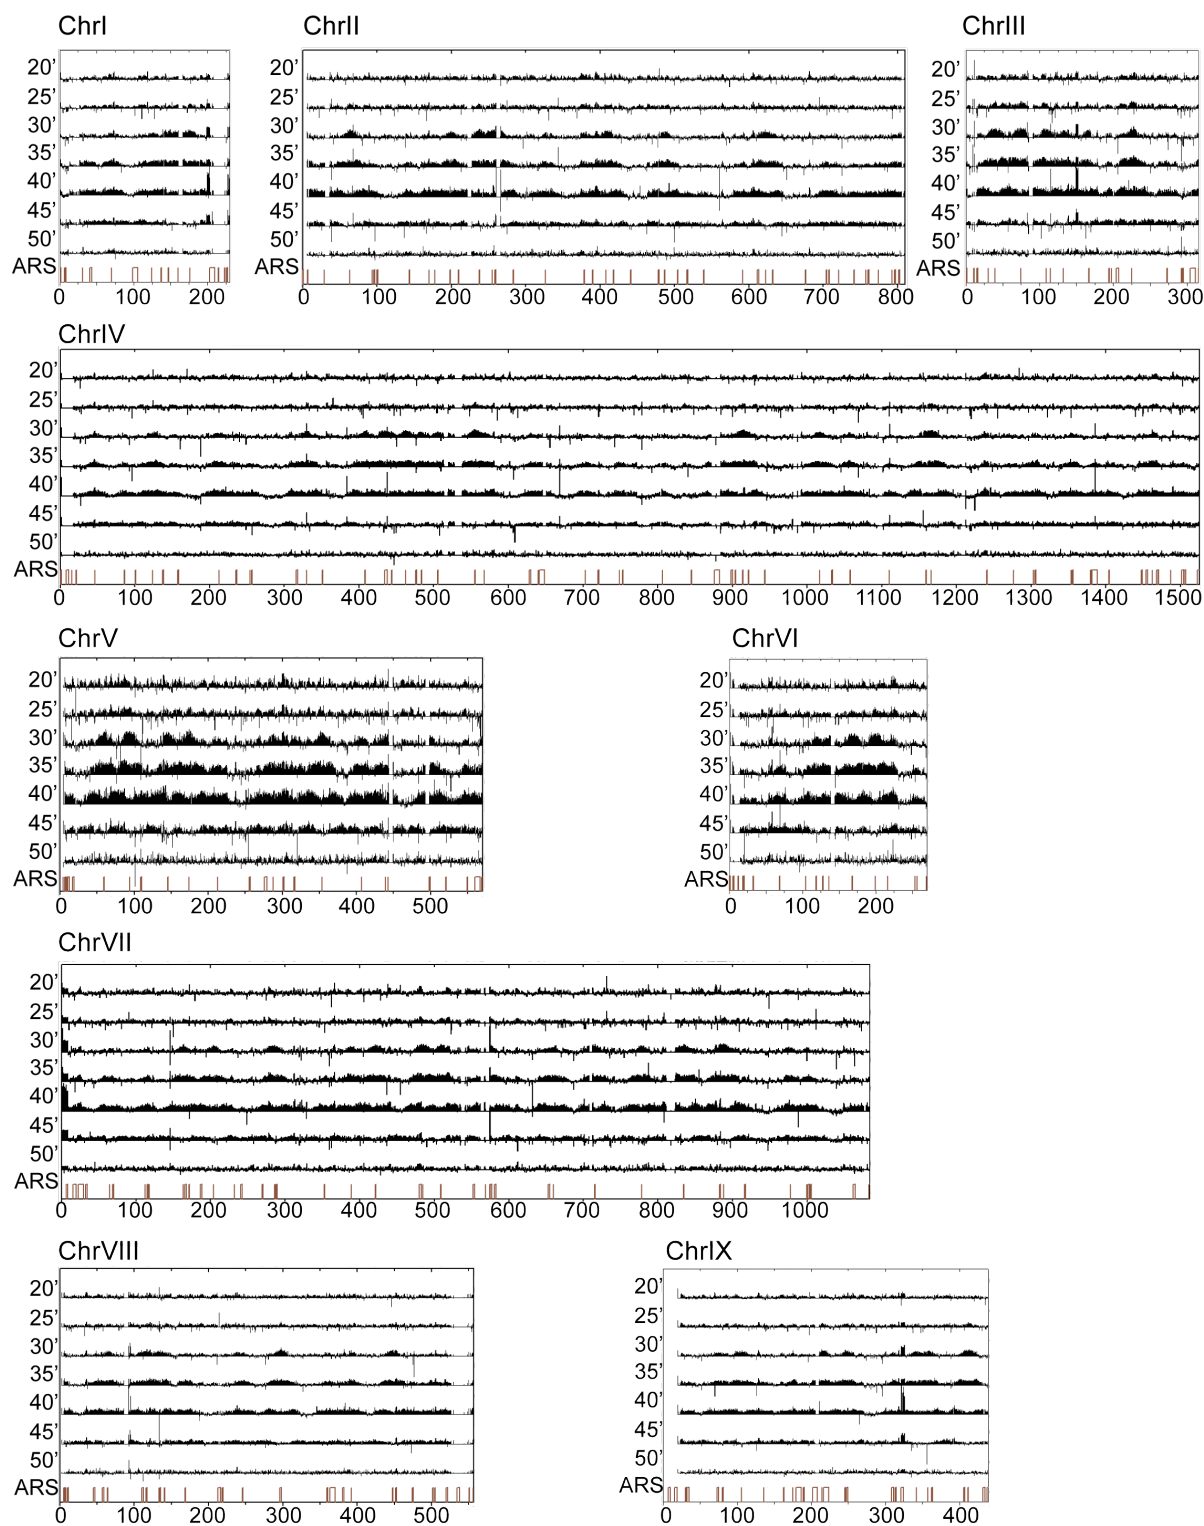 ChrI ChrII ChrIII
20’ 20’ 20’
25’ 25’ 25’
30’ 30’ 30’
35’ 35’ 35’
40’ 40’ 40’
45’ 45’ 45’
50’ 50’ 50’
ARS ARS ARS
0 100 200 0 100 200 300 400 500 600 700 800 0 100 200 300
ChrIV
20’
25’
30’
35’
40’
45’
50’
ARS
0 100 200 300 400 500 600 700 800 900 1000 1100 1200 1300 1400 1500
ChrV ChrVI
20’ 20’
25’ 25’
30’ 30’
35’ 35’
40’ 40’
45’ 45’
50’ 50’
ARS ARS
0 100 200 300 400 500 0 100 200
ChrVII
20’
25’
30’
35’
40’
45’
50’
ARS
0 100 200 300 400 500 600 700 800 900 1000
ChrVIII ChrIX
20’ 20’
25’ 25’
30’ 30’
35’ 35’
40’ 40’
45’ 45’
50’ 50’
ARS ARS
0 100 200 300 400 500 0 100 200 300 400